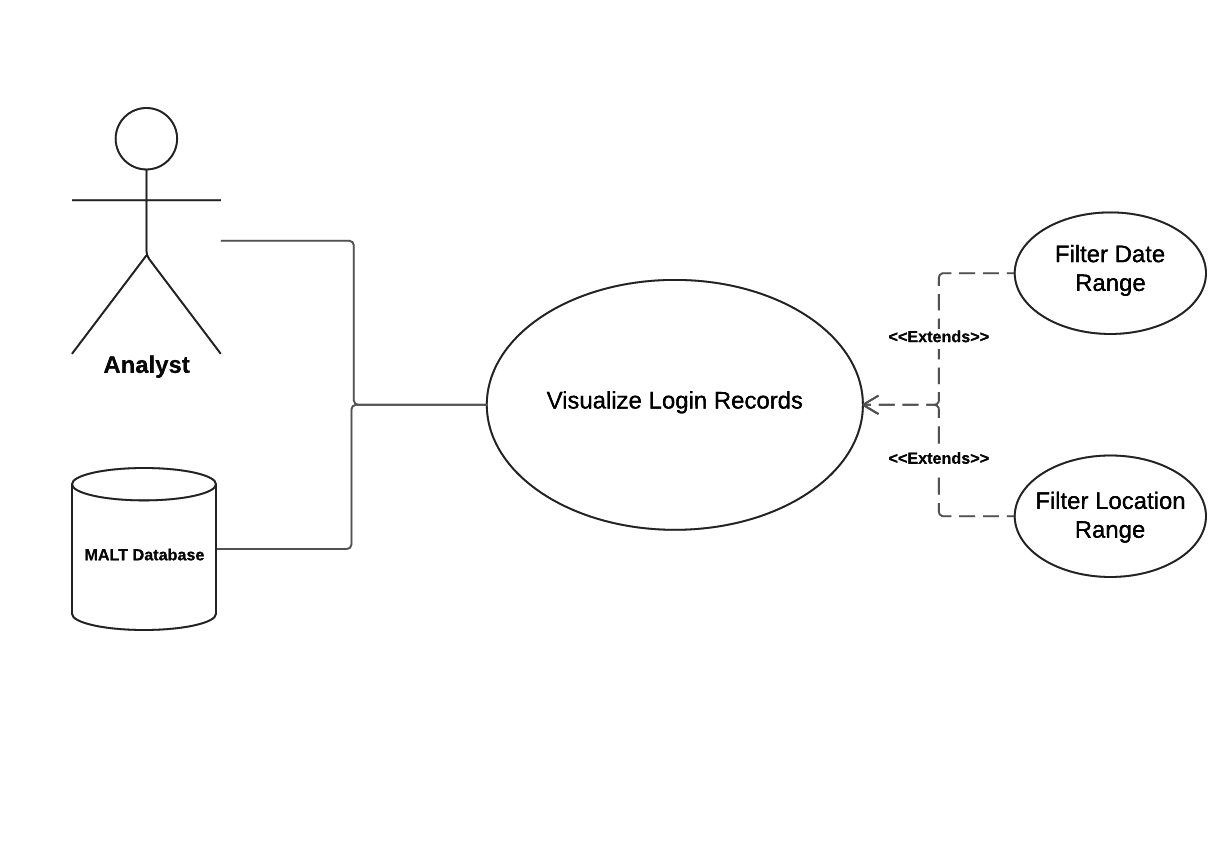 Analyst
MALT Database
Visualize Login Records
<<Extends>>
<<Extends>>
Filter Date
Range
Filter Location
Range